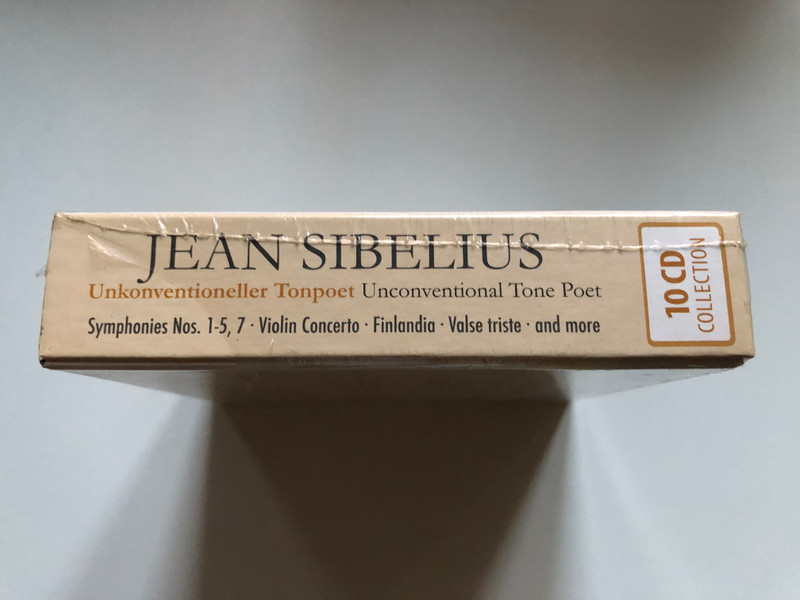 JEAN SIBELIUS
Unkonventioneller Tonpoet Unconventional Tone Poet
Symphonies Nos. 1-5, 7 · Violin Concerto · Finlandia · Valse triste · and more
10 CD
COLLECTION